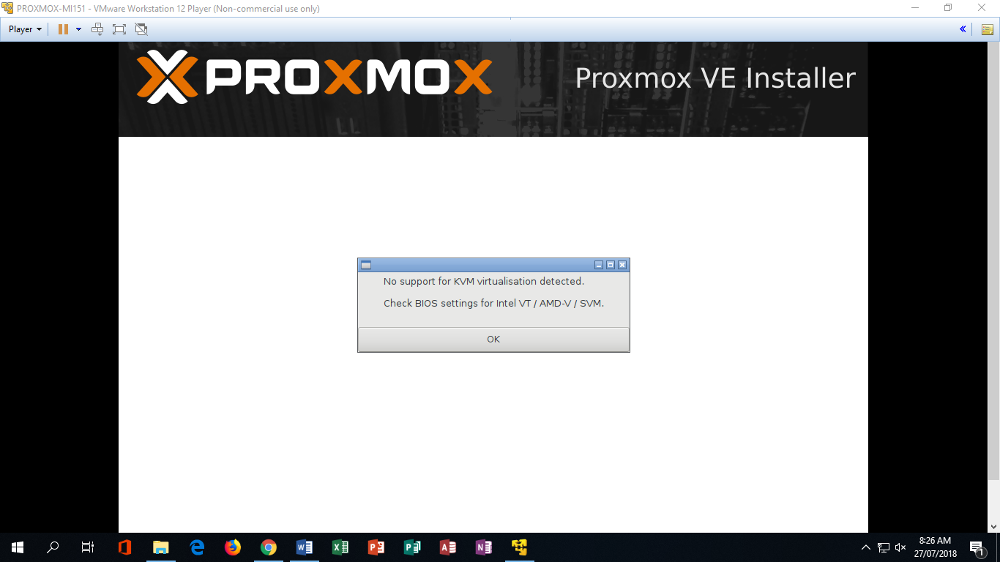 PROXMOX-MI151 - VMware Workstation 12 Player (Non-commercial use only)
Player
PROXMOX
Proxmox VE Installer
No support for KVM virtualisation detected.
Check BIOS settings for Intel VT / AMD-V / SVM.
OK
8:26 AM
27/07/2018
1